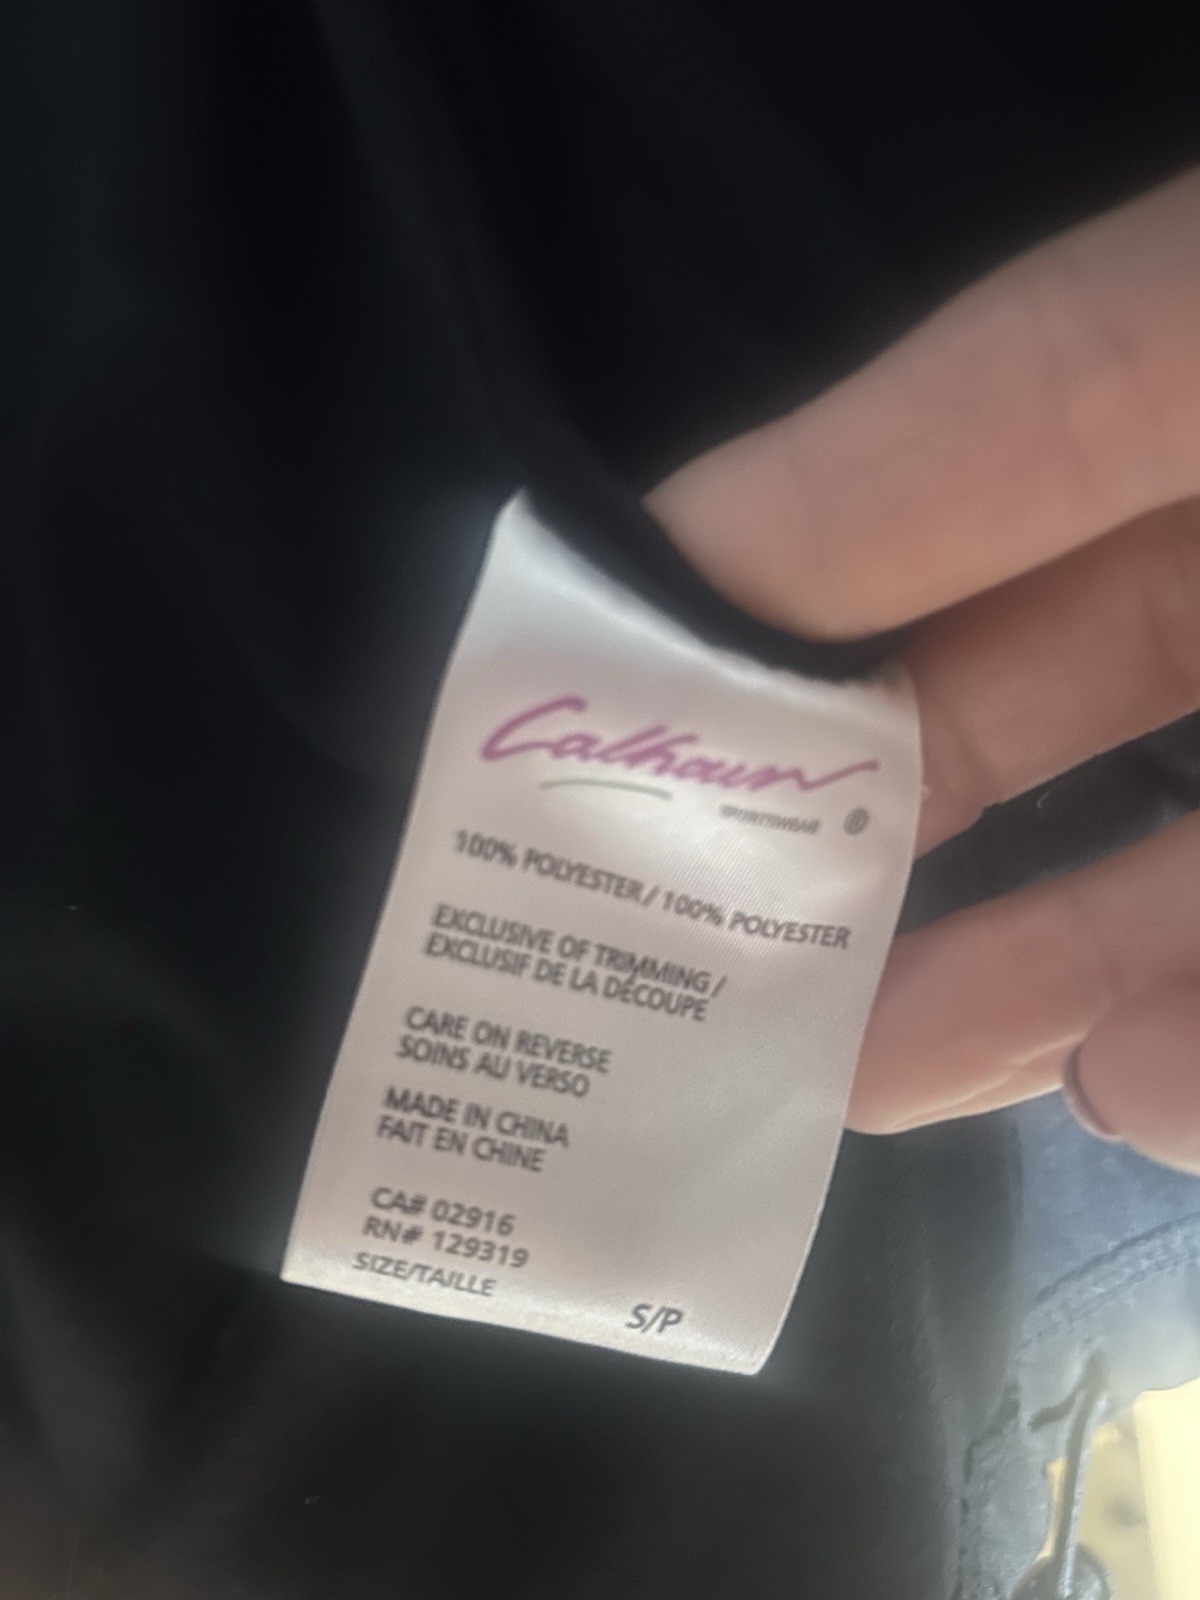 Calhoun
SPORTSWEAR ®
100% POLYESTER / 100% POLYESTER
EXCLUSIVE OF TRIMMING /
EXCLUSIF DE LA DÉCOUPE
CARE ON REVERSE
SOINS AU VERSO
MADE IN CHINA
FAIT EN CHINE
CA# 02916
RN# 129319
SIZE/TAILLE
S/P